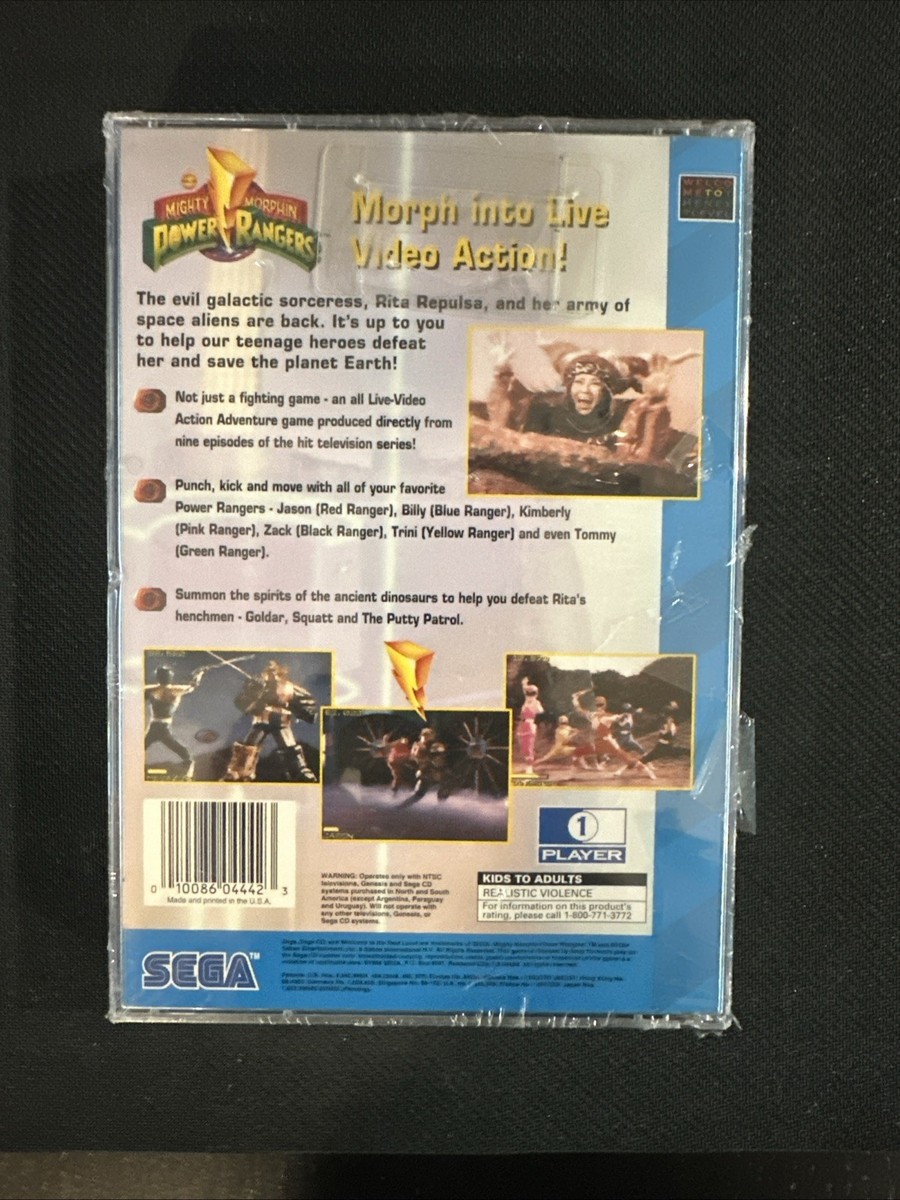 MIGHTY MORPHIN
POWER RANGERS
Morph into Live
Video Action!
WELCO
METO
The evil galactic sorceress, Rita Repulsa, and her army of
space aliens are back. It's up to you
to help our teenage heroes defeat
her and save the planet Earth!
Not just a fighting game - an all Live-Video
Action Adventure game produced directly from
nine episodes of the hit television series!
Punch, kick and move with all of your favorite
Power Rangers - Jason (Red Ranger), Billy (Blue Ranger), Kimberly
(Pink Ranger), Zack (Black Ranger), Trini (Yellow Ranger) and even Tommy
(Green Ranger).
Summon the spirits of the ancient dinosaurs to help you defeat Rita's
henchmen - Goldar, Squatt and The Putty Patrol.
0 10086 04442 3
Made and printed in the U.S.A.
WARNING: Operates only with NTSC
televisions, Genesis and Sega CD
systems purchased in North and South
America (except Argentina, Paraguay
and Uruguay). Will not operate with
any other televisions, Genesis, or
Sega CD systems.
1
PLAYER
KIDS TO ADULTS
REALISTIC VIOLENCE
For information on this product's
rating, please call 1-800-771-3772
SEGA™